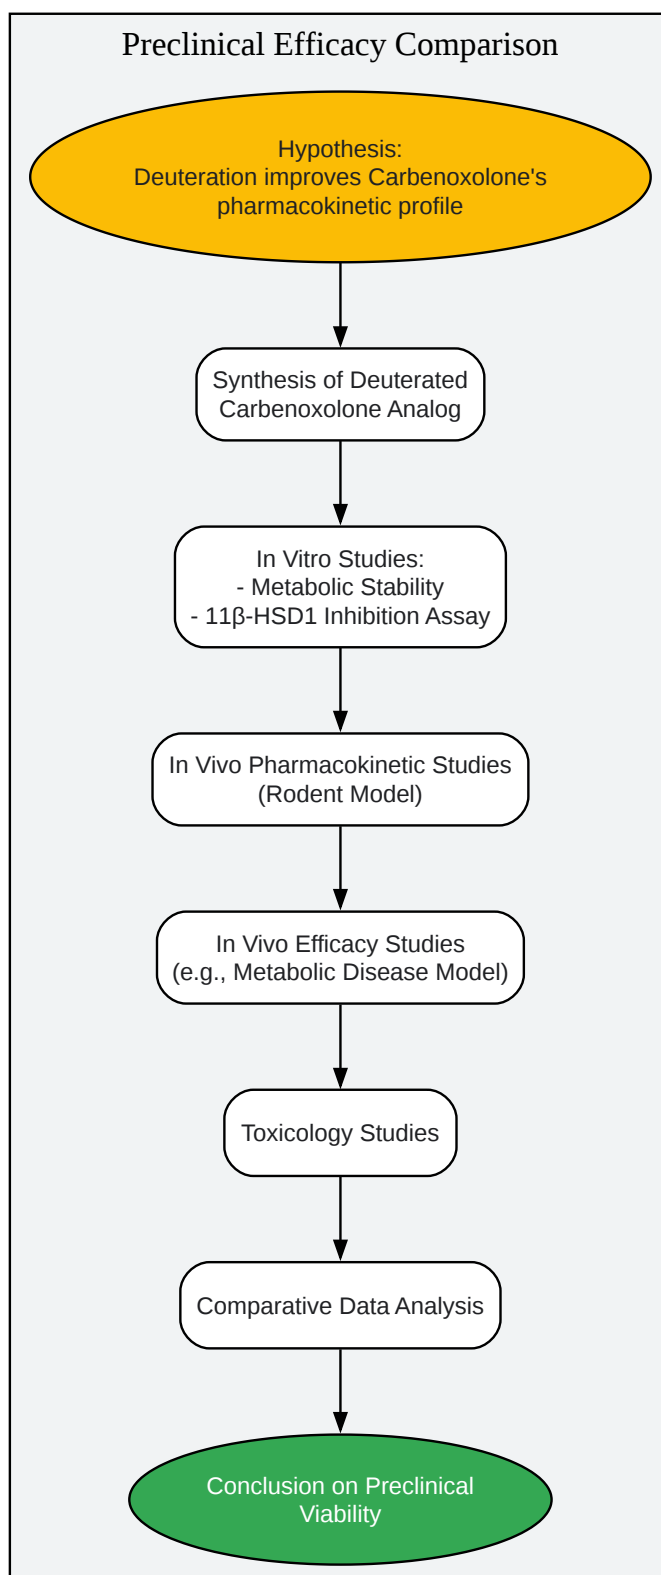 Preclinical Efficacy Comparison
Hypothesis:
Deuteration improves Carbenoxolone's
pharmacokinetic profile
Synthesis of Deuterated
Carbenoxolone Analog
In Vitro Studies:
- Metabolic Stability
- 11β-HSD1 Inhibition Assay
In Vivo Pharmacokinetic Studies
(Rodent Model)
In Vivo Efficacy Studies
(e.g., Metabolic Disease Model)
Toxicology Studies
Comparative Data Analysis
Conclusion on Preclinical
Viability